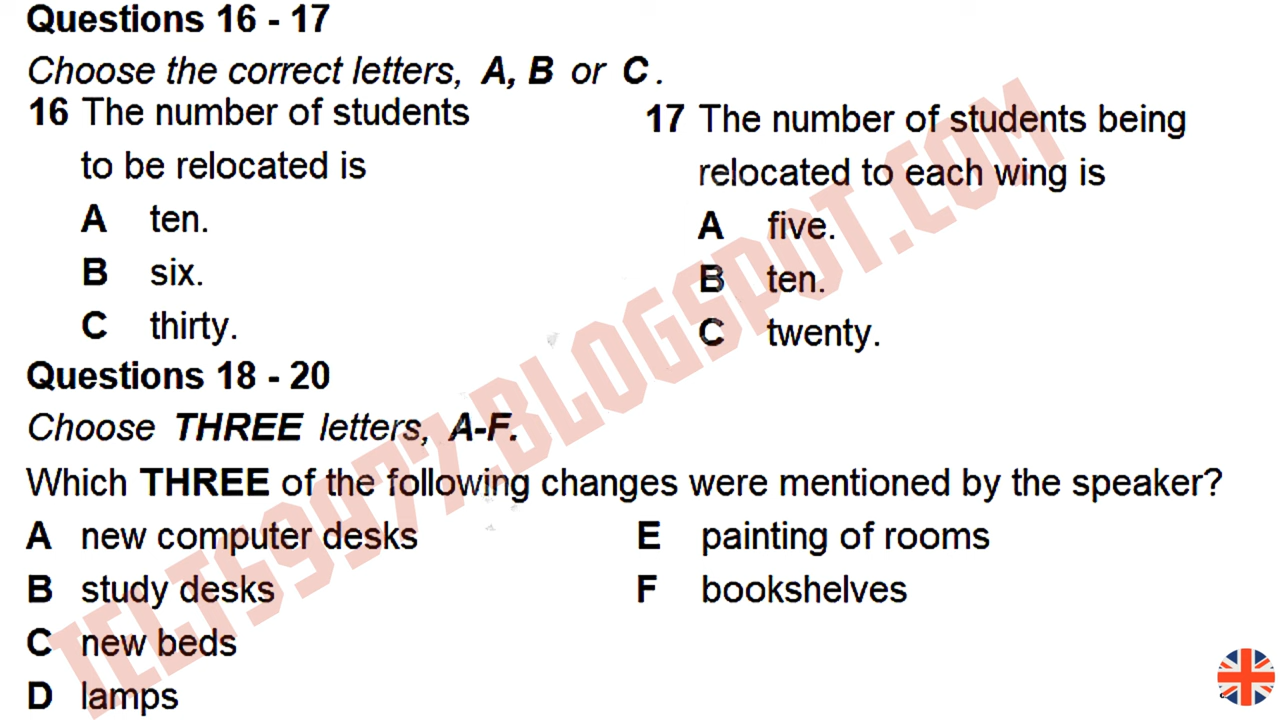 Questions 16 - 17
Choose the correct letters, A, B or C.
16 The number of students
to be relocated is
A ten.
B six.
C thirty.
17 The number of students being
relocated to each wing is
A five.
B ten.
C twenty.
Questions 18 - 20
Choose THREE letters, A-F.
Which THREE of the following changes were mentioned by the speaker?
A new computer desks
B study desks
C new beds
D lamps
E painting of rooms
F bookshelves
IELTS9977.BLOGSPOT.COM